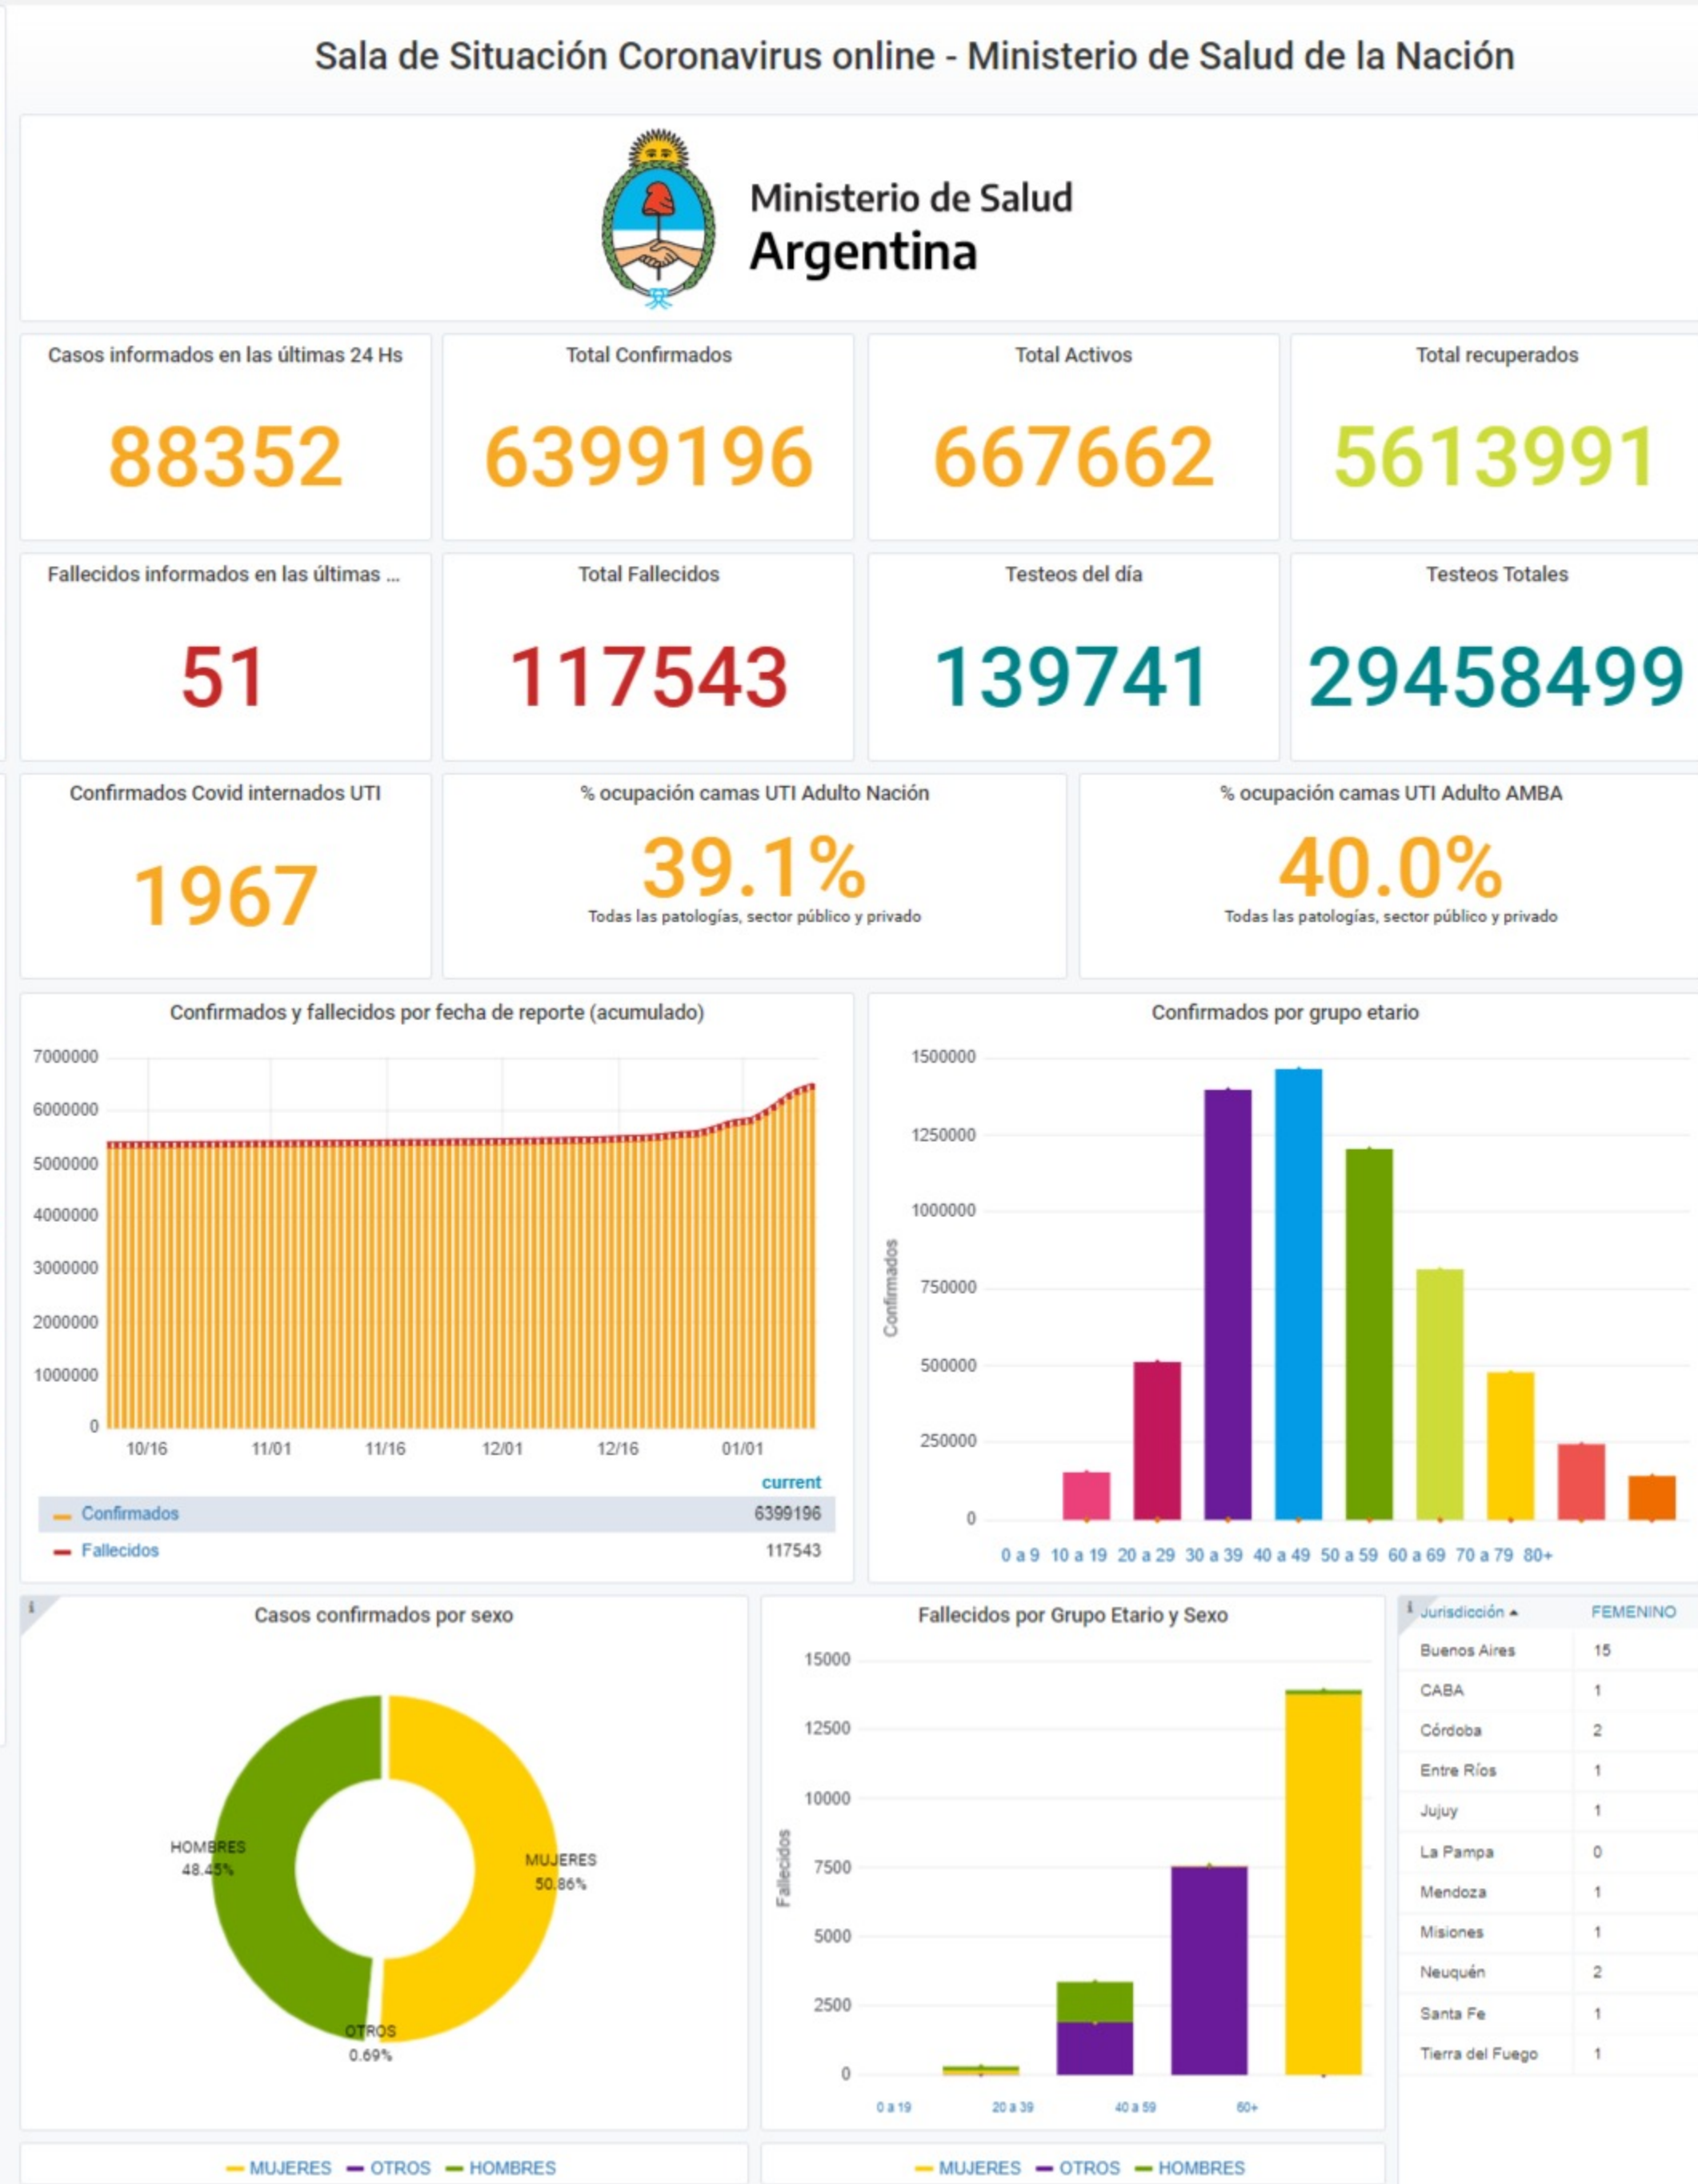 Sala de Situación Coronavirus online - Ministerio de Salud de la Nación
Ministerio de Salud
Argentina
Casos informados en las últimas 24 Hs
88352
Total Confirmados
6399196
Total Activos
667662
Total recuperados
5613991
Fallecidos informados en las últimas ...
51
Total Fallecidos
117543
Testeos del día
139741
Testeos Totales
29458499
Confirmados Covid internados UTI
1967
% ocupación camas UTI Adulto Nación
39.1%
Todas las patologías, sector público y privado
% ocupación camas UTI Adulto AMBA
40.0%
Todas las patologías, sector público y privado
Confirmados y fallecidos por fecha de reporte (acumulado)
7000000
6000000
5000000
4000000
3000000
2000000
1000000
0
10/16 11/01 11/16 12/01 12/16 01/01
current
Confirmados 6399196
Fallecidos 117543
Confirmados por grupo etario
Confirmados
1500000
1250000
1000000
750000
500000
250000
0
0 a 9 10 a 19 20 a 29 30 a 39 40 a 49 50 a 59 60 a 69 70 a 79 80+
i
Casos confirmados por sexo
HOMBRES
48.45%
MUJERES
50.86%
OTROS
0.69%
MUJERES OTROS HOMBRES
Fallecidos por Grupo Etario y Sexo
Fallecidos
15000
12500
10000
7500
5000
2500
0
0 a 19 20 a 39 40 a 59 60+
MUJERES OTROS HOMBRES
i
Jurisdicción FEMENINO
Buenos Aires 15
CABA 1
Córdoba 2
Entre Ríos 1
Jujuy 1
La Pampa 0
Mendoza 1
Misiones 1
Neuquén 2
Santa Fe 1
Tierra del Fuego 1